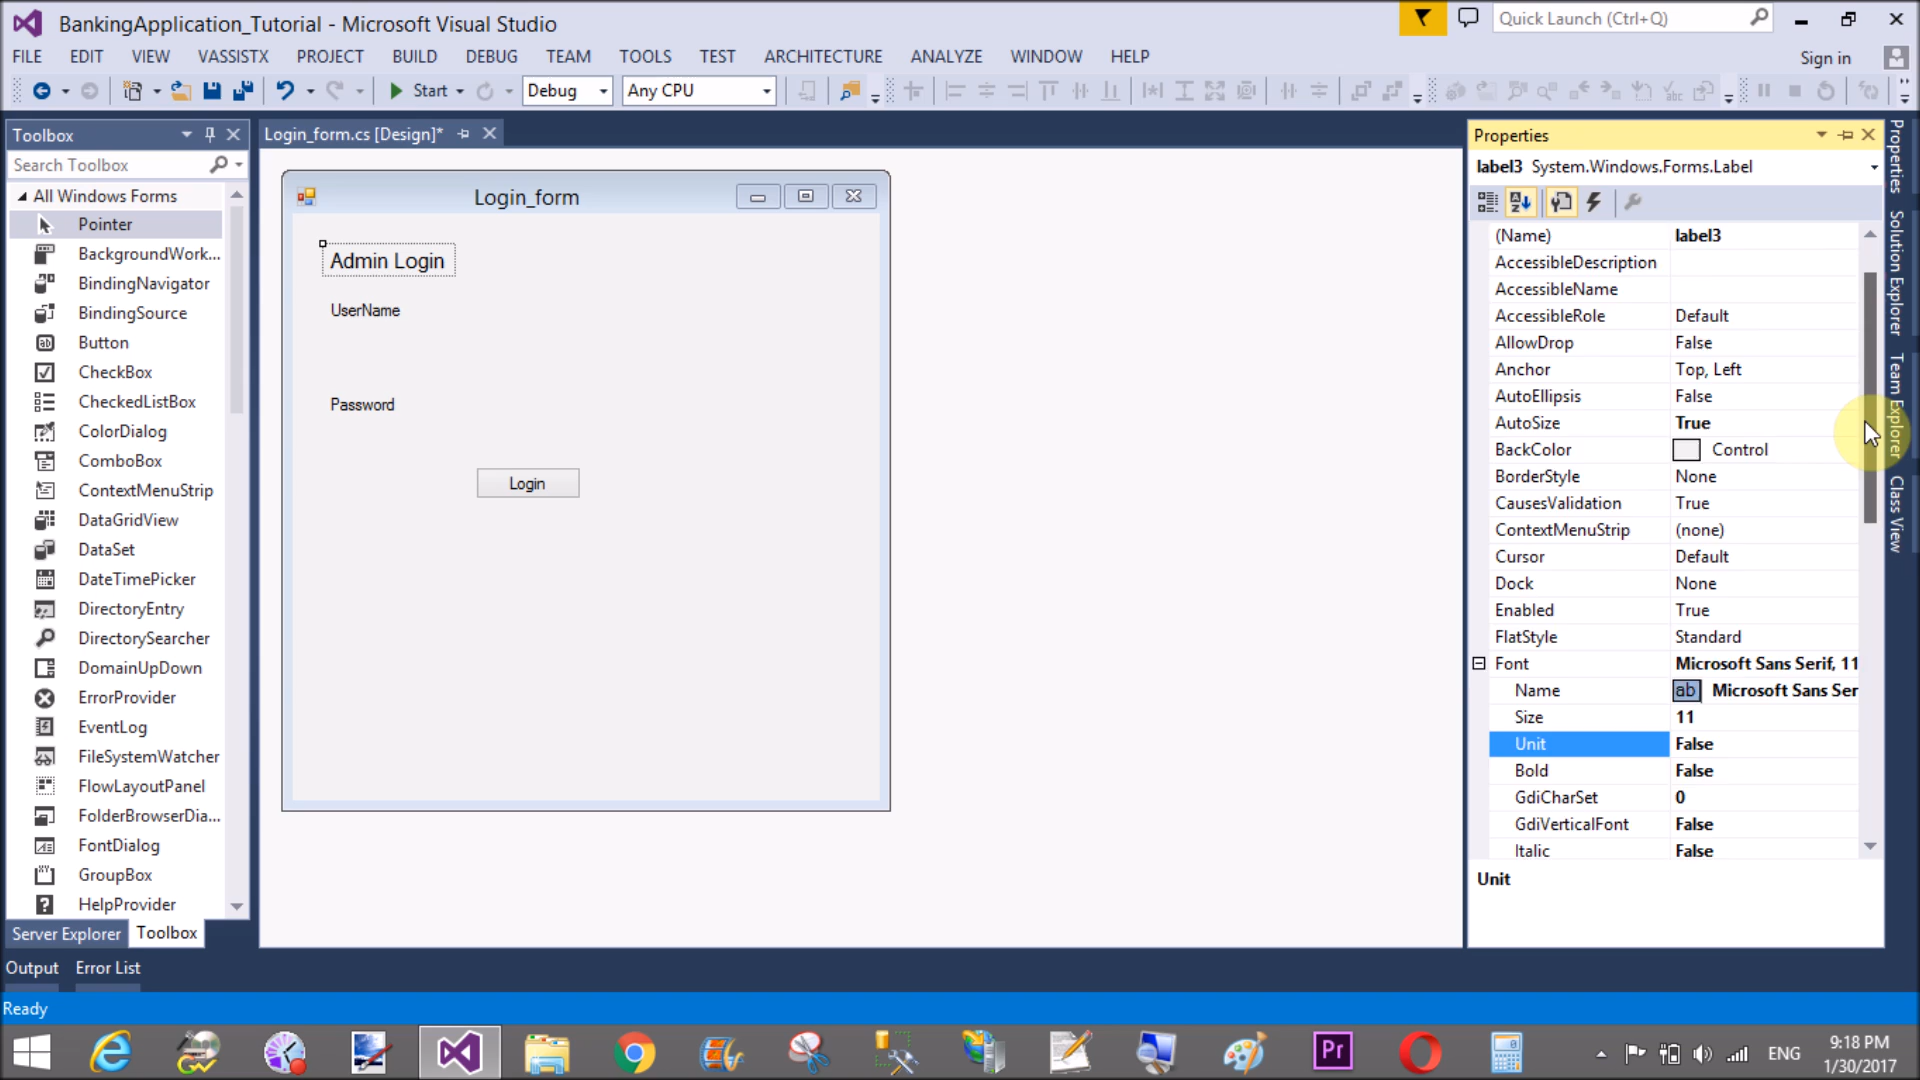 BankingApplication_Tutorial - Microsoft Visual Studio
Quick Launch (Ctrl+Q)
FILE EDIT VIEW VASSISTX PROJECT BUILD DEBUG TEAM TOOLS TEST ARCHITECTURE ANALYZE WINDOW HELP
Sign in
Start Debug Any CPU
Toolbox
Search Toolbox
All Windows Forms
Pointer
BackgroundWork...
BindingNavigator
BindingSource
Button
CheckBox
CheckedListBox
ColorDialog
ComboBox
ContextMenuStrip
DataGridView
DataSet
DateTimePicker
DirectoryEntry
DirectorySearcher
DomainUpDown
ErrorProvider
EventLog
FileSystemWatcher
FlowLayoutPanel
FolderBrowserDia...
FontDialog
GroupBox
HelpProvider
Server Explorer Toolbox
Login_form.cs [Design]*
Login_form
Admin Login
UserName
Password
Login
Properties
label3 System.Windows.Forms.Label
(Name) label3
AccessibleDescription
AccessibleName
AccessibleRole Default
AllowDrop False
Anchor Top, Left
AutoEllipsis False
AutoSize True
BackColor Control
BorderStyle None
CausesValidation True
ContextMenuStrip (none)
Cursor Default
Dock None
Enabled True
FlatStyle Standard
Font Microsoft Sans Serif, 11
Name ab Microsoft Sans Ser
Size 11
Unit False
Bold False
GdiCharSet 0
GdiVerticalFont False
Italic False
Unit
Properties
Solution Explorer
Team Explorer
Class View
Output Error List
Ready
Pr
ENG
9:18 PM
1/30/2017